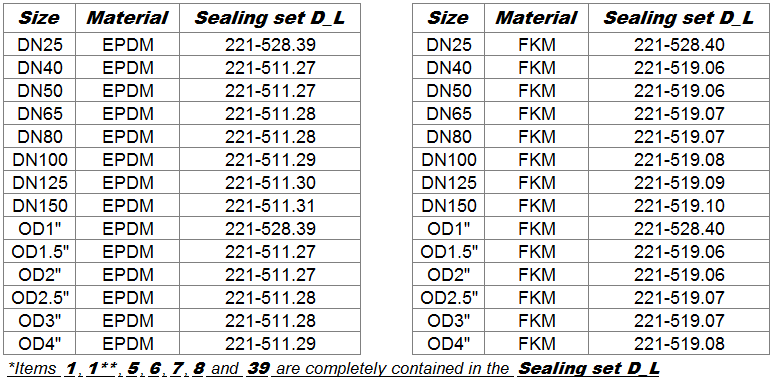 Size Material Sealing set D_L Size Material Sealing set D_L
DN25 EPDM 221-528.39 DN25 FKM 221-528.40
DN40 EPDM 221-511.27 DN40 FKM 221-519.06
DN50 EPDM 221-511.27 DN50 FKM 221-519.06
DN65 EPDM 221-511.28 DN65 FKM 221-519.07
DN80 EPDM 221-511.28 DN80 FKM 221-519.07
DN100 EPDM 221-511.29 DN100 FKM 221-519.08
DN125 EPDM 221-511.30 DN125 FKM 221-519.09
DN150 EPDM 221-511.31 DN150 FKM 221-519.10
OD1" EPDM 221-528.39 OD1" FKM 221-528.40
OD1.5" EPDM 221-511.27 OD1.5" FKM 221-519.06
OD2" EPDM 221-511.27 OD2" FKM 221-519.06
OD2.5" EPDM 221-511.28 OD2.5" FKM 221-519.07
OD3" EPDM 221-511.28 OD3" FKM 221-519.07
OD4" EPDM 221-511.29 OD4" FKM 221-519.08
*Items 1, 1**, 5, 6, 7, 8 and 39 are completely contained in the Sealing set D_L